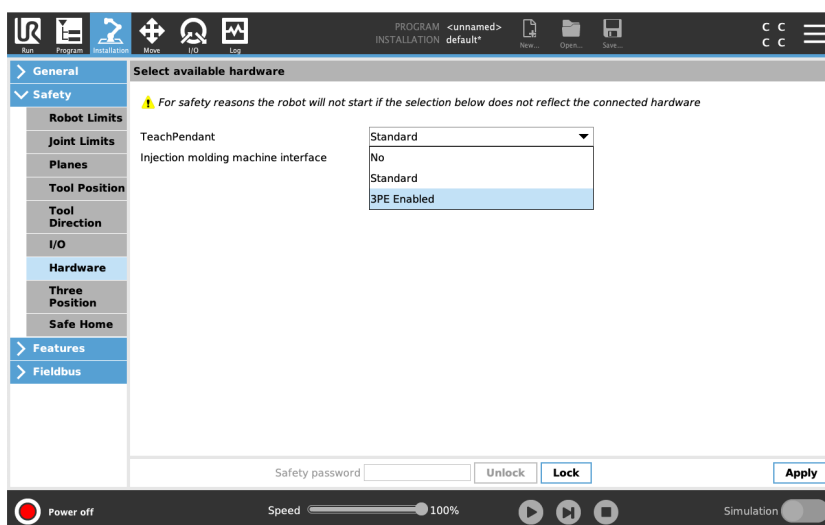 PROGRAM <unnamed>
INSTALLATION default*
UR
Run Program Installation Move I/O Log
New... Open... Save...
C C
C C
General
Safety
Robot Limits
Joint Limits
Planes
Tool Position
Tool
Direction
I/O
Hardware
Three
Position
Safe Home
Features
Fieldbus
Select available hardware
For safety reasons the robot will not start if the selection below does not reflect the connected hardware
TeachPendant Standard
Injection molding machine interface
No
Standard
3PE Enabled
Safety password Unlock Lock Apply
Power off Speed 100% Simulation